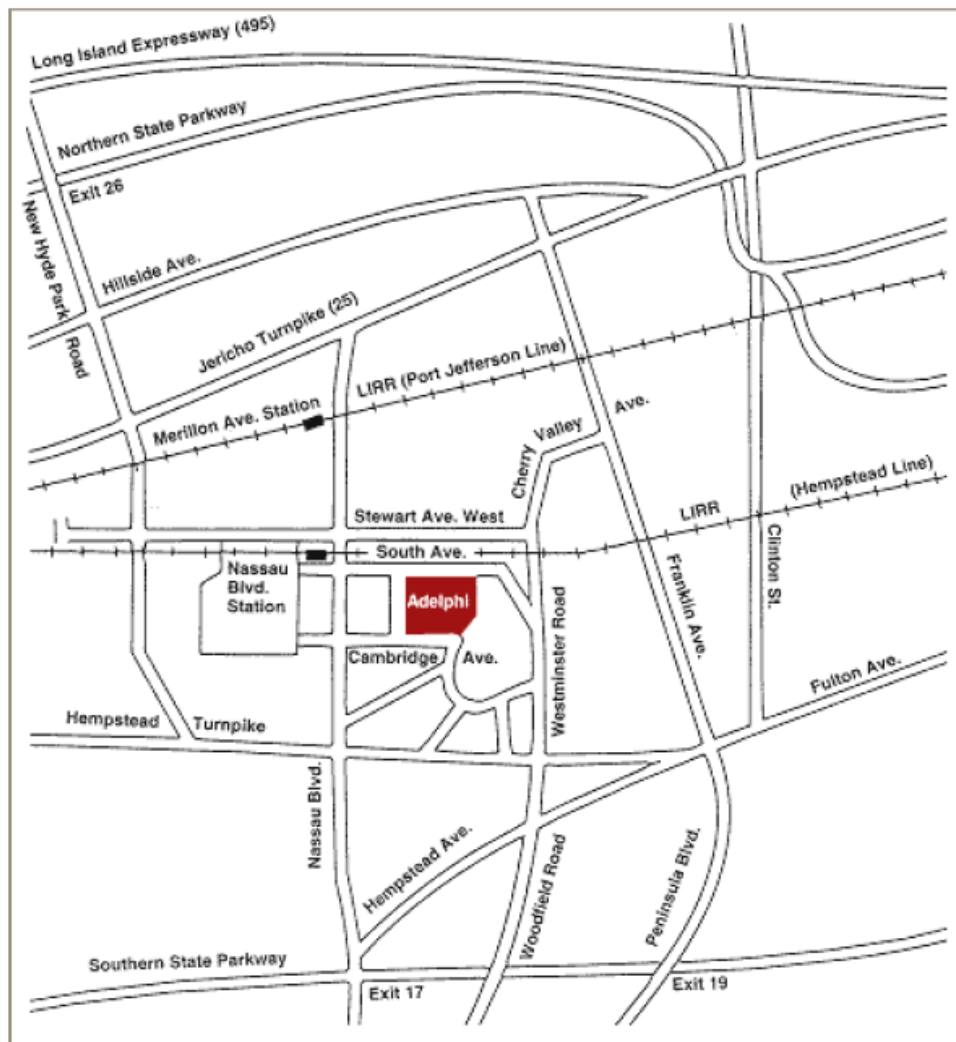 Long Island Expressway (495)
Northern State Parkway
Exit 26
New Hyde Park Road
Hillside Ave.
Jericho Turnpike (25)
LIRR (Port Jefferson Line)
Merillon Ave. Station
Cherry Valley Ave.
Stewart Ave. West
LIRR (Hempstead Line)
South Ave.
Nassau
Blvd.
Station
Adelphi
Clinton St.
Franklin Ave.
Westminster Road
Cambridge Ave.
Fulton Ave.
Hempstead Turnpike
Nassau Blvd.
Hempstead Ave.
Woodfield Road
Peninsula Blvd.
Southern State Parkway
Exit 17
Exit 19